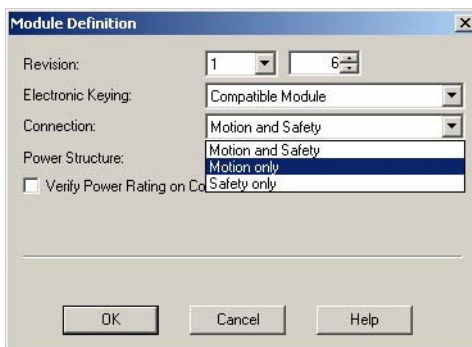 Module Definition
Revision: 1 6
Electronic Keying: Compatible Module
Connection: Motion and Safety
Motion and Safety
Power Structure:
Motion only
Verify Power Rating on Co
Safety only
OK Cancel Help